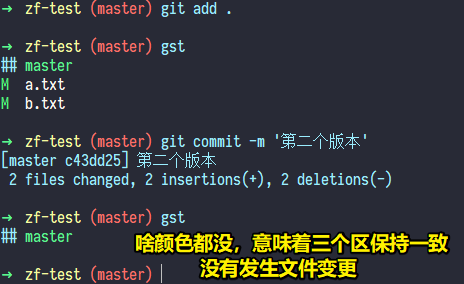 → zf-test (master) git add .
→ zf-test (master) gst
## master
M a.txt
M b.txt
→ zf-test (master) git commit -m '第二个版本'
[master c43dd25] 第二个版本
2 files changed, 2 insertions(+), 2 deletions(-)
→ zf-test (master) gst
## master
啥颜色都没，意味着三个区保持一致
没有发生文件变更
→ zf-test (master)